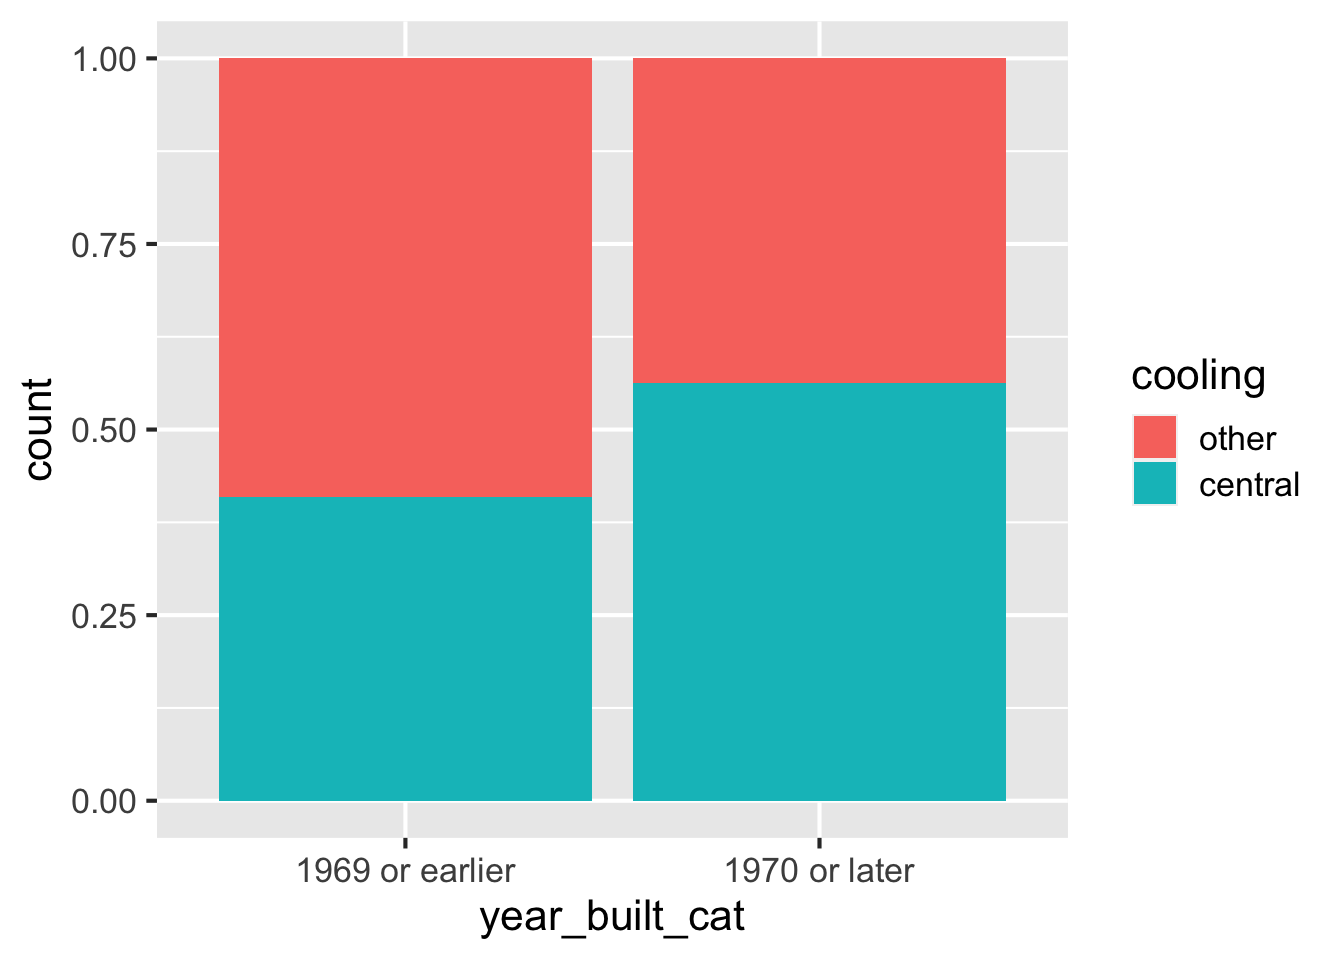 1.00
0.75
0.50
0.25
0.00
count
1969 or earlier
1970 or later
year_built_cat
cooling
other
central